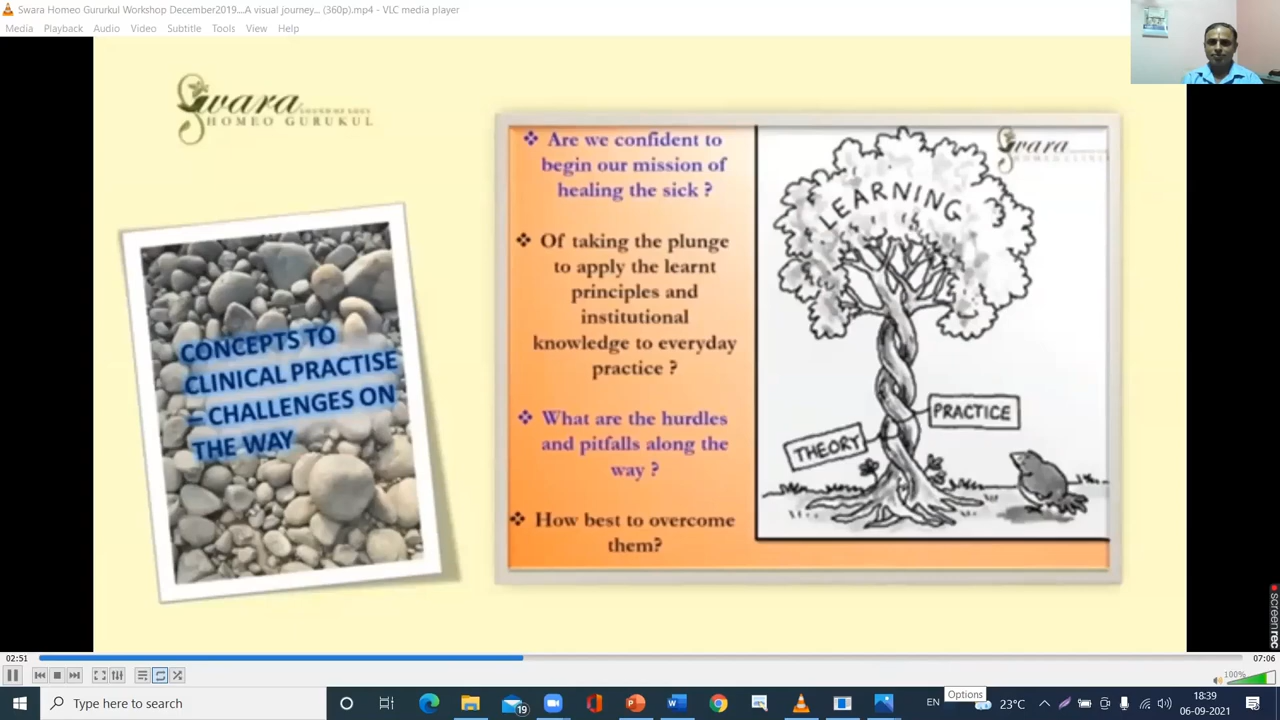 Swara Homeo Gurukul Workshop December2019....A visual journey... (360p).mp4 - VLC media player
Media Playback Audio Video Subtitle Tools View Help
Swara
HOMEO GURUKUL
CONCEPTS TO
CLINICAL PRACTISE
– CHALLENGES ON
THE WAY
❖ Are we confident to
begin our mission of
healing the sick ?
❖ Of taking the plunge
to apply the learnt
principles and
institutional
knowledge to everyday
practice ?
❖ What are the hurdles
and pitfalls along the
way ?
❖ How best to overcome
them?
Swara
LEARNING
PRACTICE
THEORY
screenrec
02:51
07:06
100%
Options
Type here to search
19
EN
23°C
18:39
06-09-2021